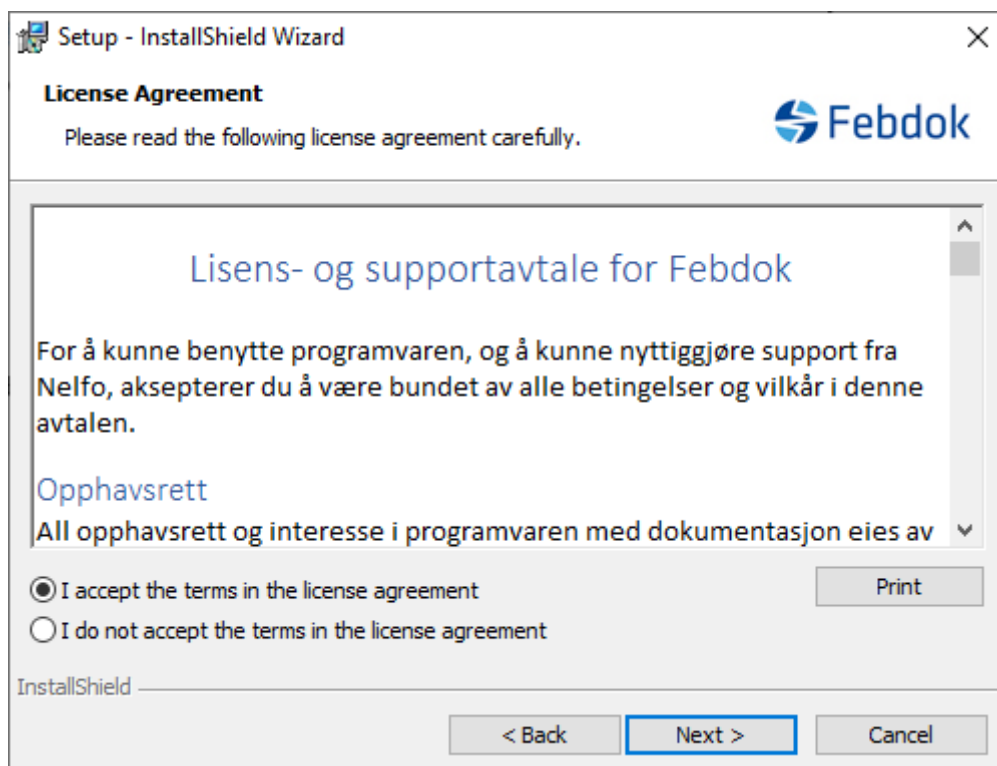 Setup - InstallShield Wizard
License Agreement
Please read the following license agreement carefully.
Febdok
Lisens- og supportavtale for Febdok
For å kunne benytte programvaren, og å kunne nyttiggjøre support fra
Nelfo, aksepterer du å være bundet av alle betingelser og vilkår i denne
avtalen.
Opphavsrett
All opphavsrett og interesse i programvaren med dokumentasjon eies av
I accept the terms in the license agreement
Print
I do not accept the terms in the license agreement
InstallShield
< Back
Next >
Cancel